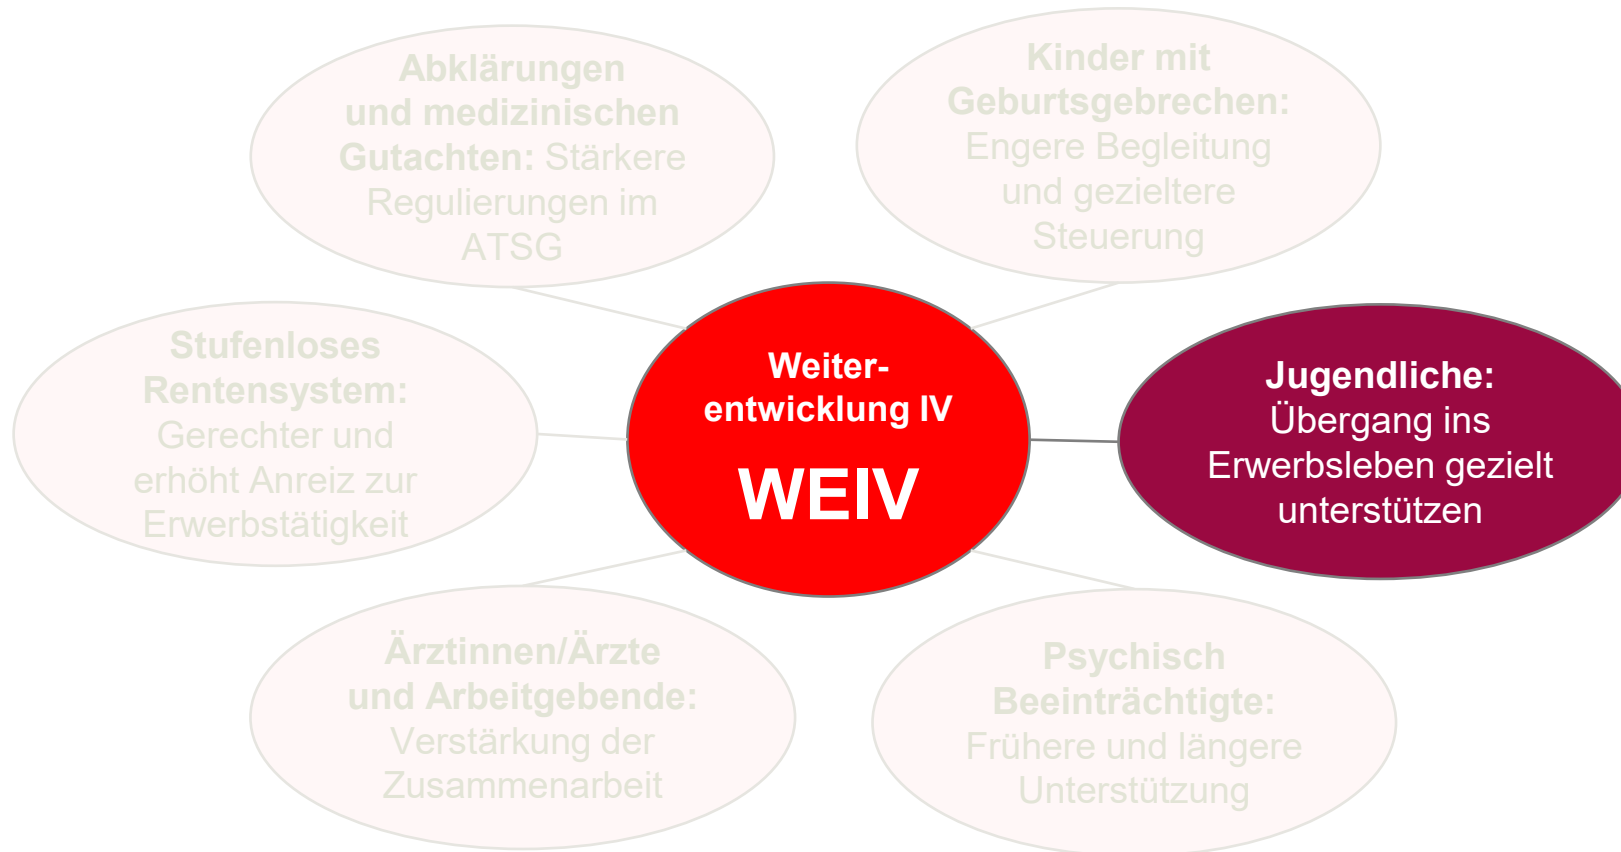 Abklärungen
und medizinischen
Gutachten: Stärkere
Regulierungen im
ATSG
Kinder mit
Geburtsgebrechen:
Engere Begleitung
und gezieltere
Steuerung
Stufenloses
Rentensystem:
Gerechter und
erhöht Anreiz zur
Erwerbstätigkeit
Weiter-
entwicklung IV
WEIV
Jugendliche:
Übergang ins
Erwerbsleben gezielt
unterstützen
Ärztinnen/Ärzte
und Arbeitgebende:
Verstärkung der
Zusammenarbeit
Psychisch
Beeinträchtigte:
Frühere und längere
Unterstützung